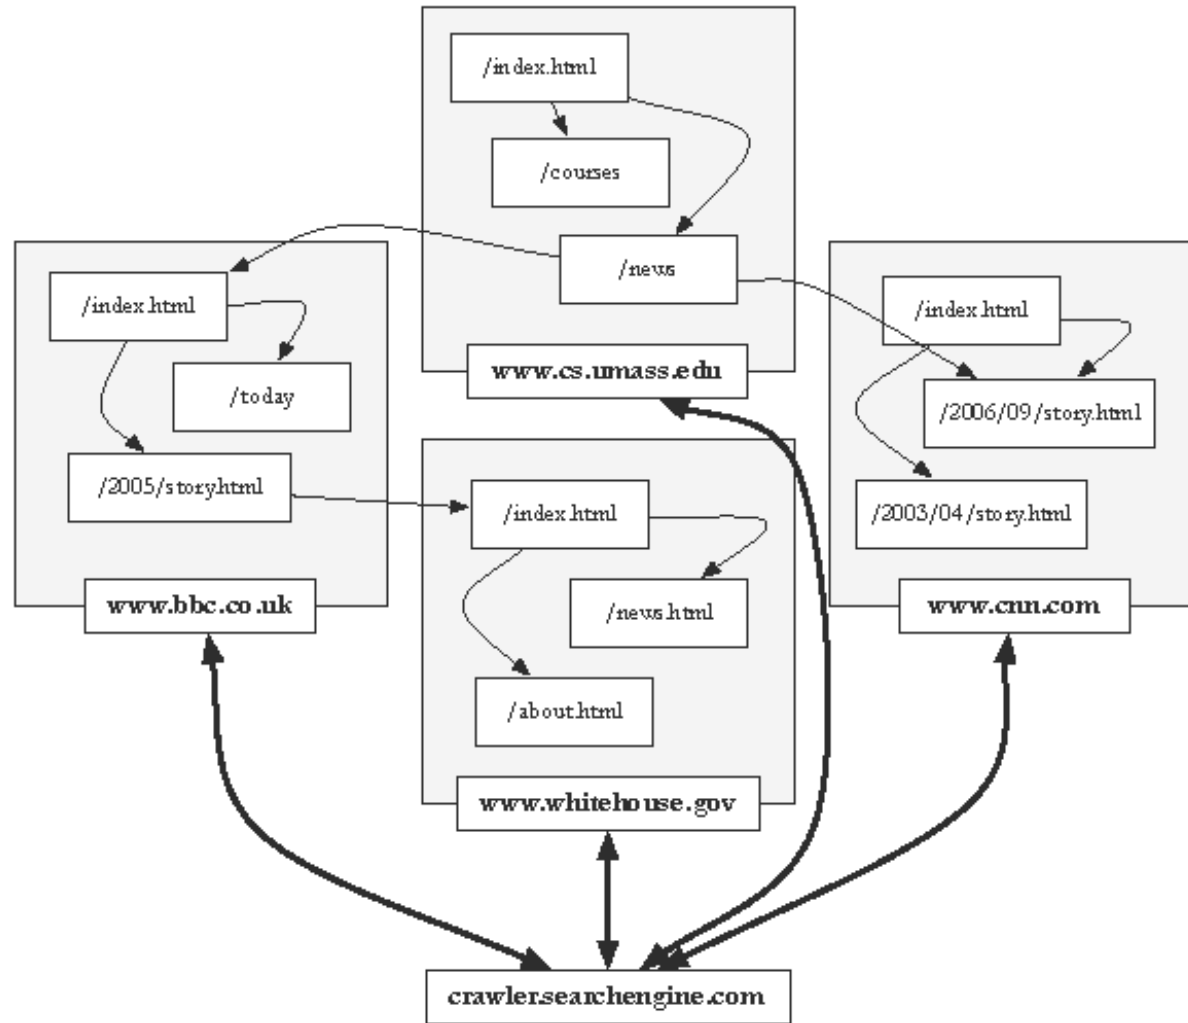 /index.html
/courses
/news
www.cs.umass.edu
/index.html
/today
/2005/story.html
www.bbc.co.uk
/index.html
/2006/09/story.html
/2003/04/story.html
www.cnn.com
/index.html
/news.html
/about.html
www.whitehouse.gov
crawler.searchengine.com